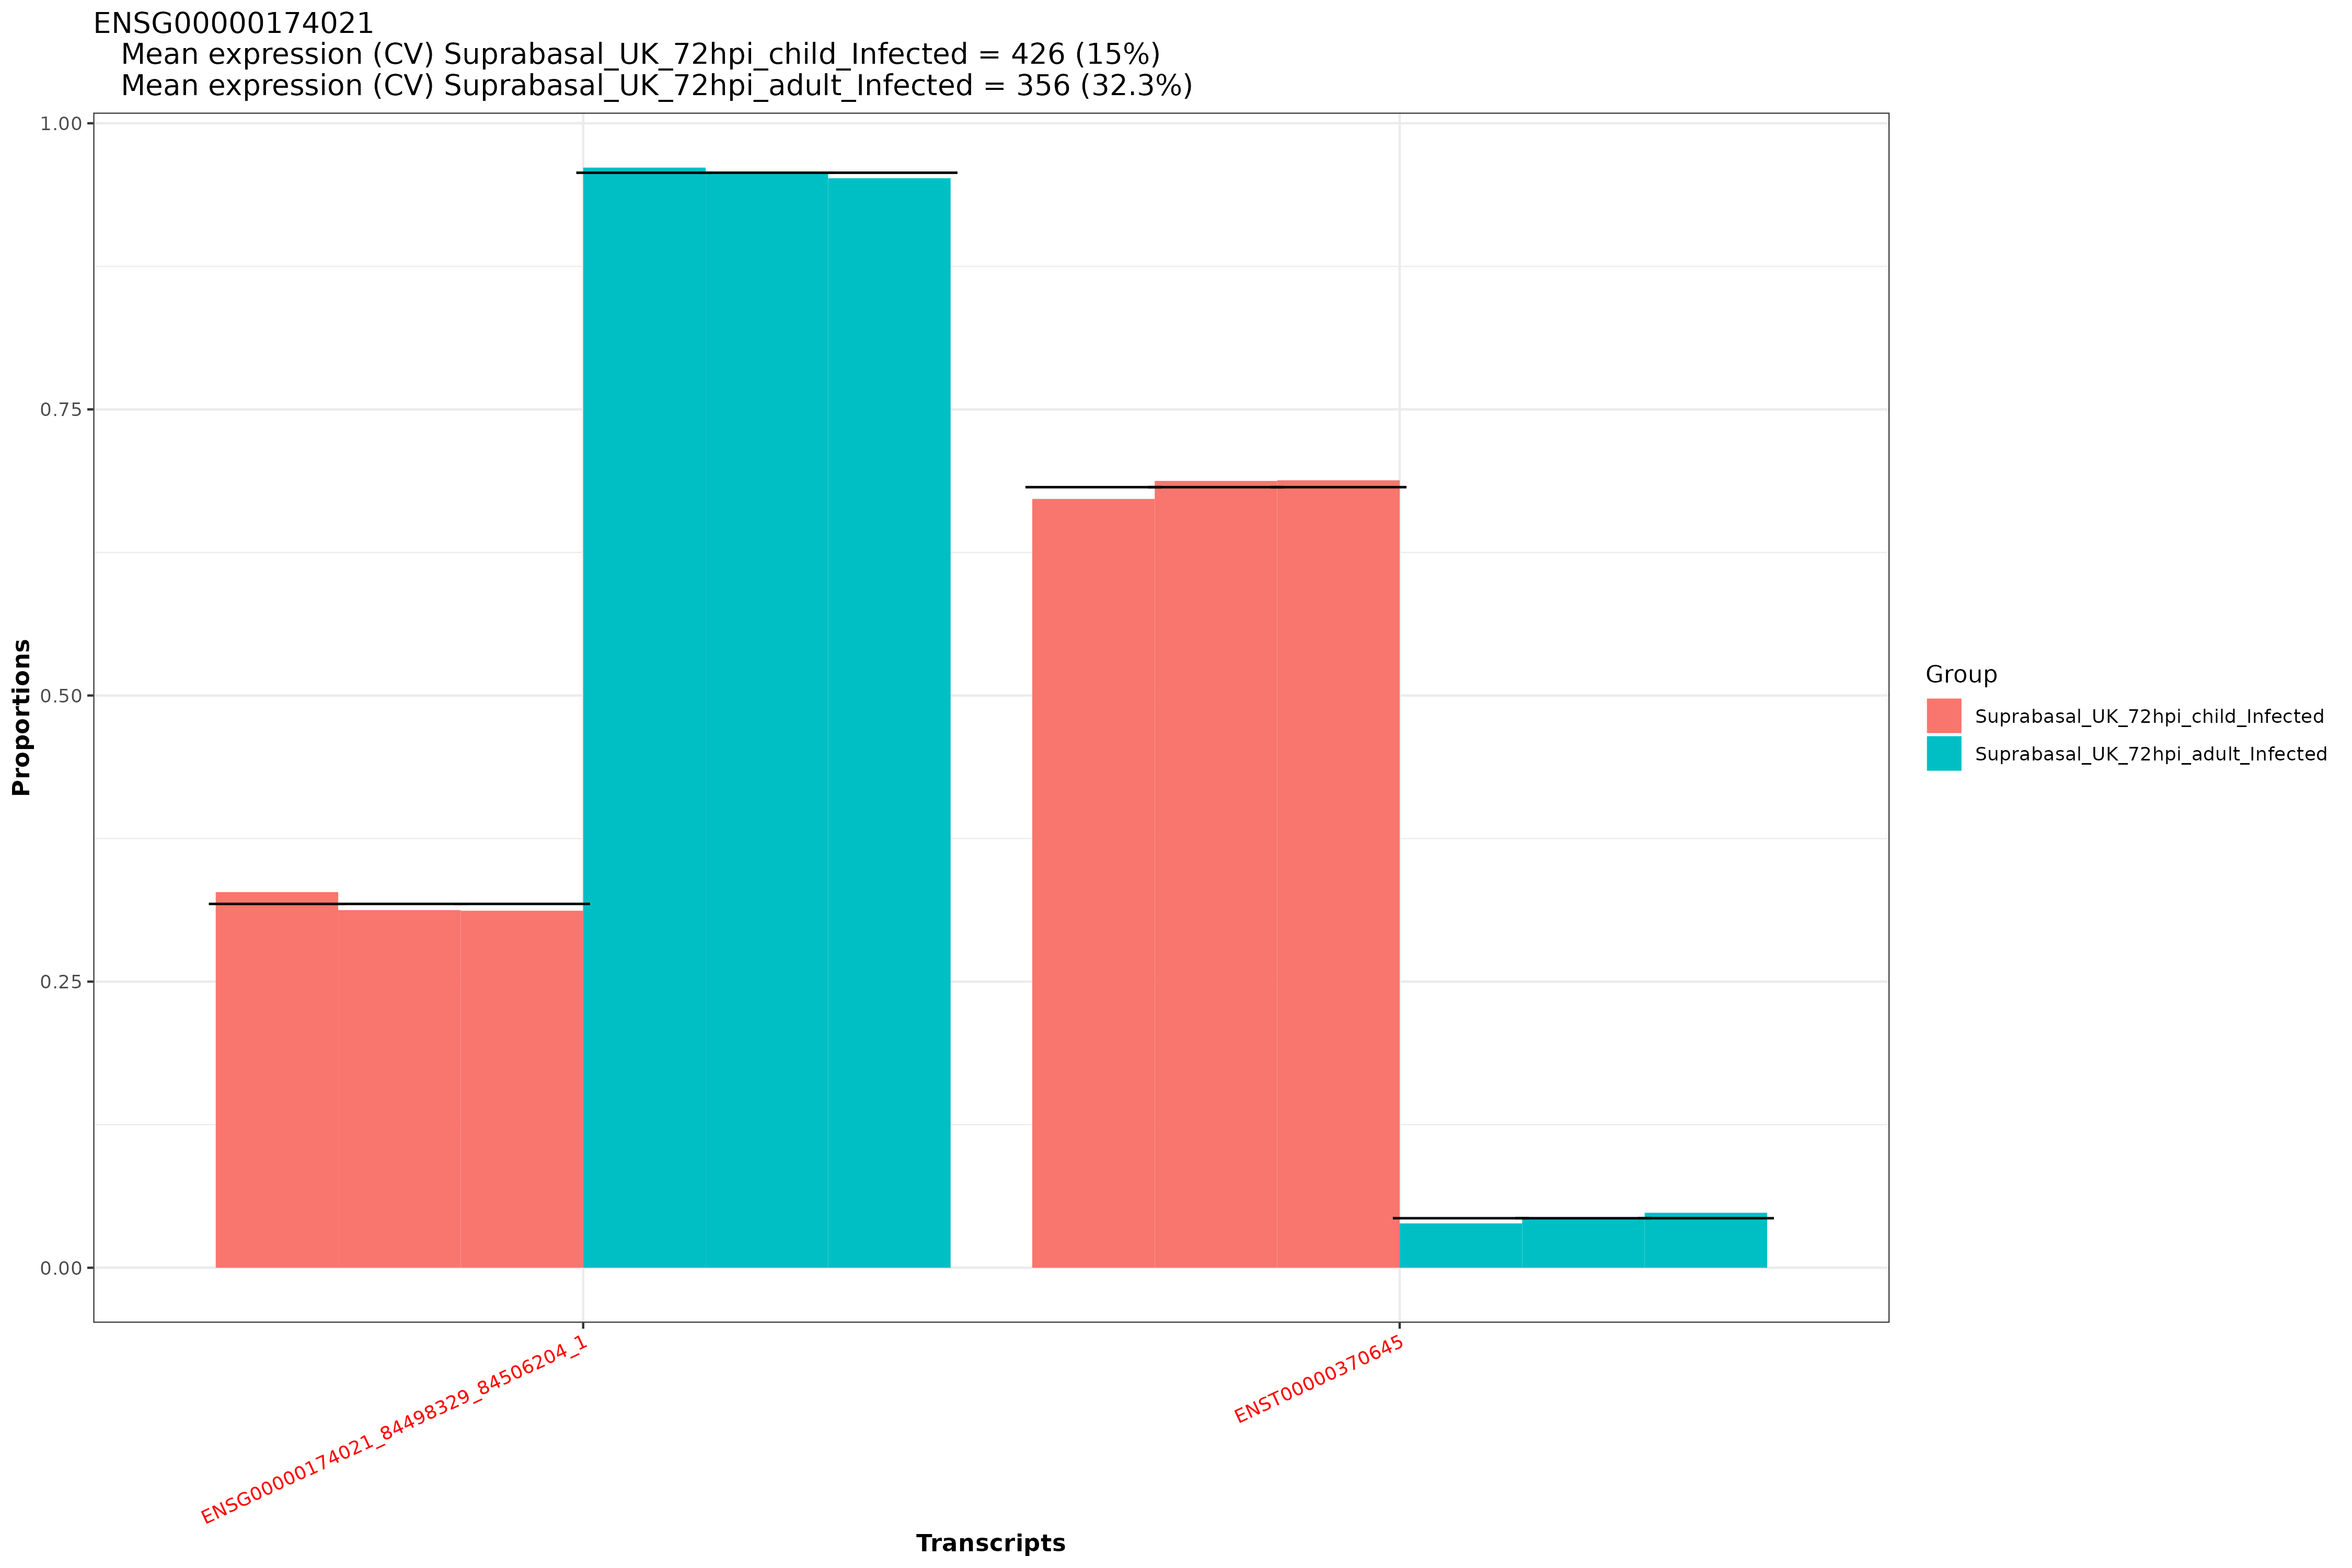 ENSG00000174021
Mean expression (CV) Suprabasal_UK_72hpi_child_Infected = 426 (15%)
Mean expression (CV) Suprabasal_UK_72hpi_adult_Infected = 356 (32.3%)
1.00
0.75
0.50
0.25
0.00
Proportions
ENSG00000174021_84498329_84506204_1
ENST00000370645
Transcripts
Group
Suprabasal_UK_72hpi_child_Infected
Suprabasal_UK_72hpi_adult_Infected